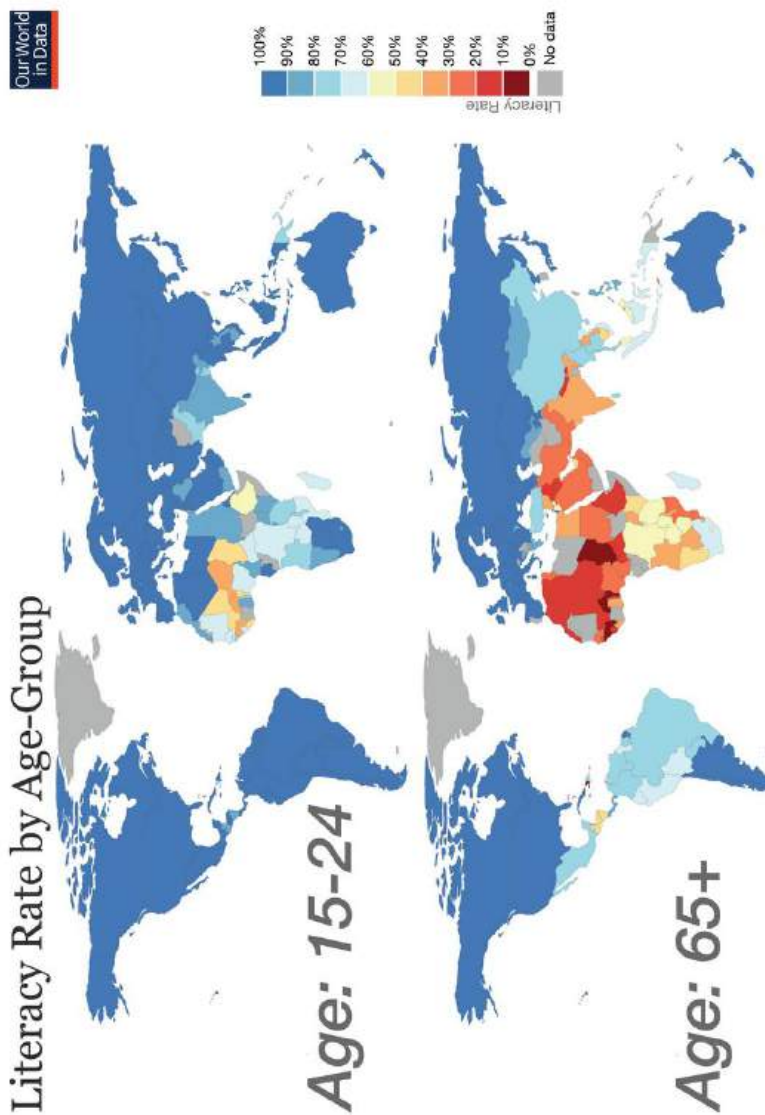 Literacy Rate by Age-Group
Our World
in Data
Age: 15-24
Age: 65+
Literacy Rate
100%
90%
80%
70%
60%
50%
40%
30%
20%
10%
0%
No data